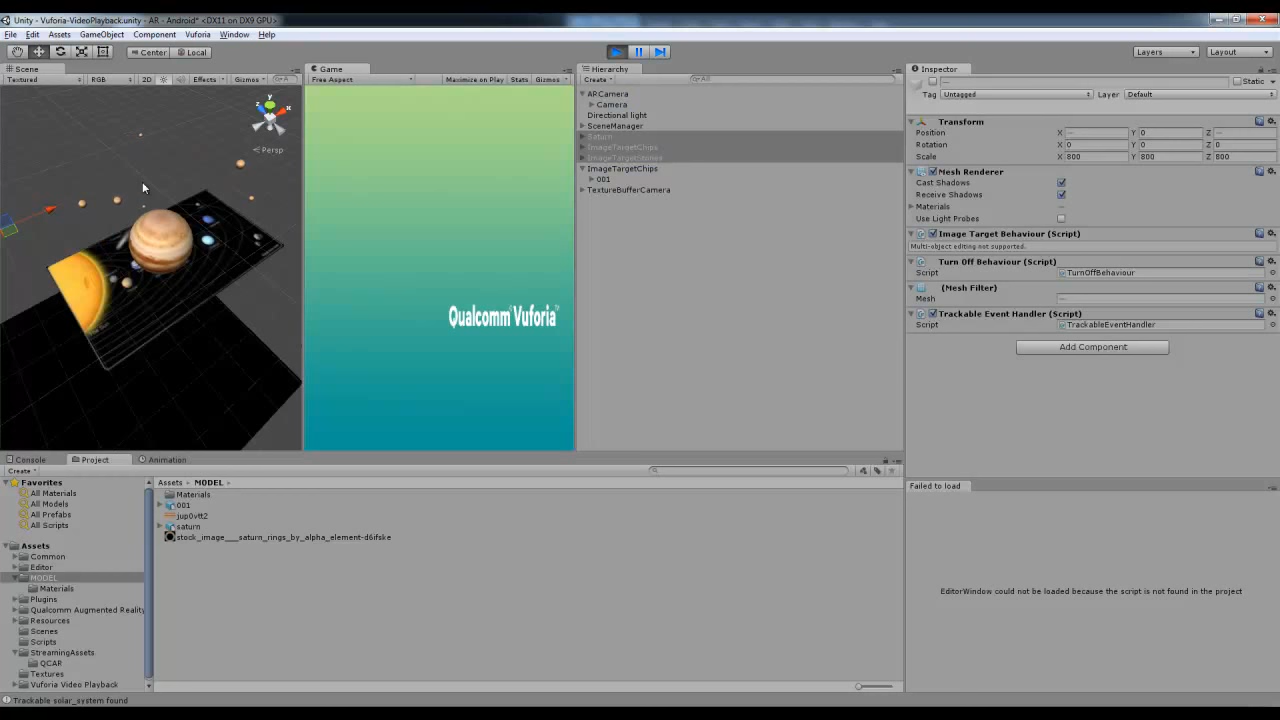 Unity - Vuforia-VideoPlayback.unity - AR - Android* <DX11 on DX9 GPU>
File Edit Assets GameObject Component Vuforia Window Help
Center Local Layers Layout
Scene Game Hierarchy Inspector
Textured RGB 2D Effects Gizmos Free Aspect Maximize on Play Stats Gizmos Create All Static
Tag Untagged Layer Default
y
x
z
Persp
ARCamera
Camera
Directional light
SceneManager
Saturn
ImageTargetChips
ImageTargetStones
ImageTargetChips
001
TextureBufferCamera
Qualcomm Vuforia
Transform
Position X — Y 0 Z —
Rotation X 0 Y 0 Z 0
Scale X 800 Y 800 Z 800
Mesh Renderer
Cast Shadows
Receive Shadows
Materials —
Use Light Probes
Image Target Behaviour (Script)
Multi-object editing not supported.
Turn Off Behaviour (Script)
Script TurnOffBehaviour
(Mesh Filter)
Mesh —
Trackable Event Handler (Script)
Script TrackableEventHandler
Add Component
Console Project Animation
Create
Favorites
All Materials
All Models
All Prefabs
All Scripts
Assets
Common
Editor
MODEL
Materials
Plugins
Qualcomm Augmented Reality
Resources
Scenes
Scripts
StreamingAssets
QCAR
Textures
Vuforia Video Playback
Assets MODEL
Materials
001
jup0vtt2
saturn
stock_image___saturn_rings_by_alpha_element-d6ifske
Failed to load
EditorWindow could not be loaded because the script is not found in the project
Trackable solar_system found